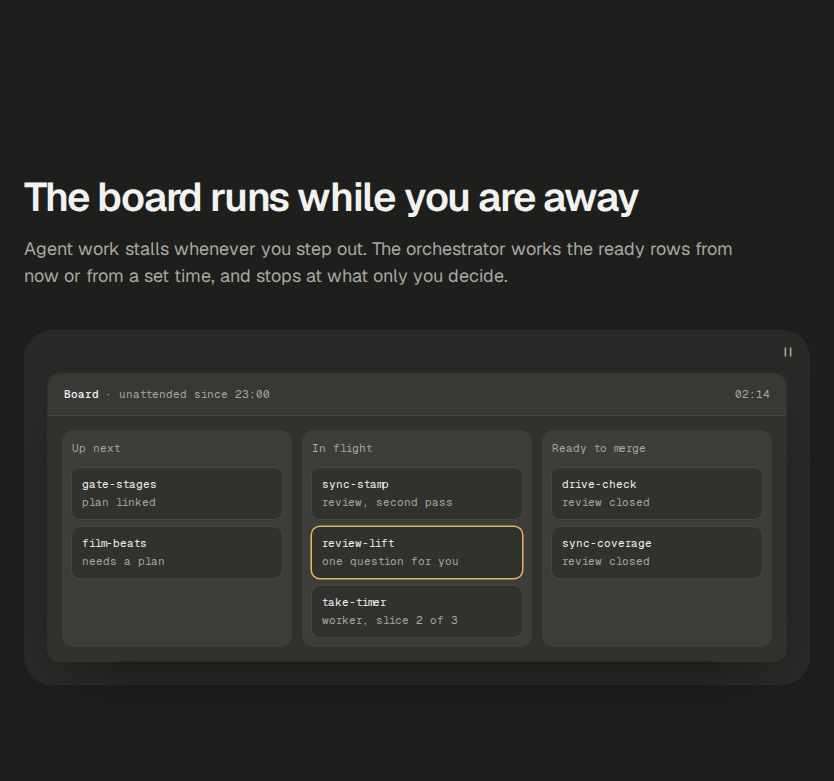 The board runs while you are away
Agent work stalls whenever you step out. The orchestrator works the ready rows from
now or from a set time, and stops at what only you decide.
Board · unattended since 23:00
02:14
Up next
gate-stages
plan linked
film-beats
needs a plan
In flight
sync-stamp
review, second pass
review-lift
one question for you
take-timer
worker, slice 2 of 3
Ready to merge
drive-check
review closed
sync-coverage
review closed